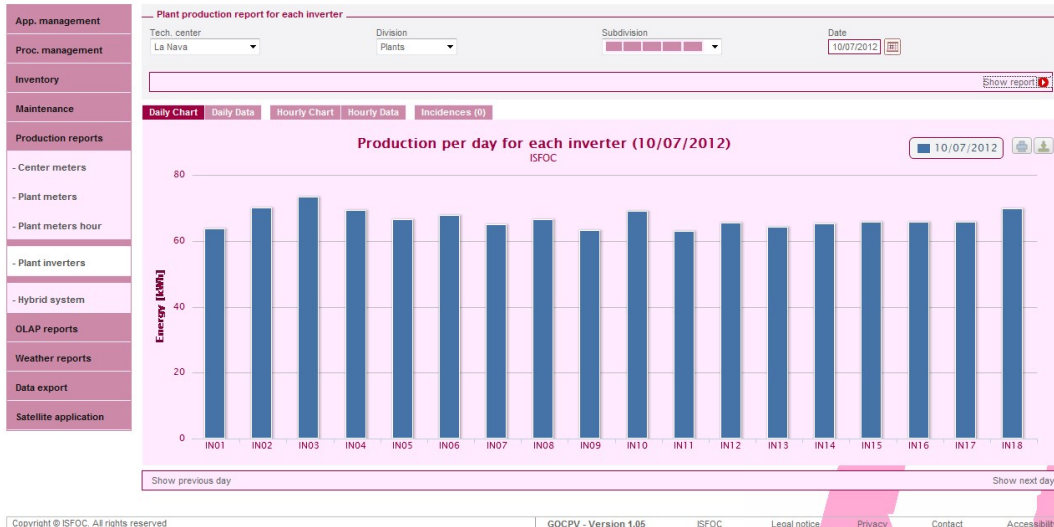 App. management
Proc. management
Inventory
Maintenance
Production reports
- Center meters
- Plant meters
- Plant meters hour
- Plant inverters
- Hybrid system
OLAP reports
Weather reports
Data export
Satellite application
Plant production report for each inverter
Tech. center Division Subdivision Date
La Nava Plants 10/07/2012
Show report
Daily Chart Daily Data Hourly Chart Hourly Data Incidences (0)
Production per day for each inverter (10/07/2012)
ISFOC
10/07/2012
Energy [kWh]
80
60
40
20
0
IN01 IN02 IN03 IN04 IN05 IN06 IN07 IN08 IN09 IN10 IN11 IN12 IN13 IN14 IN15 IN16 IN17 IN18
Show previous day Show next day
Copyright © ISFOC. All rights reserved GOCPV - Version 1.05 ISFOC Legal notice Privacy Contact Accessibility